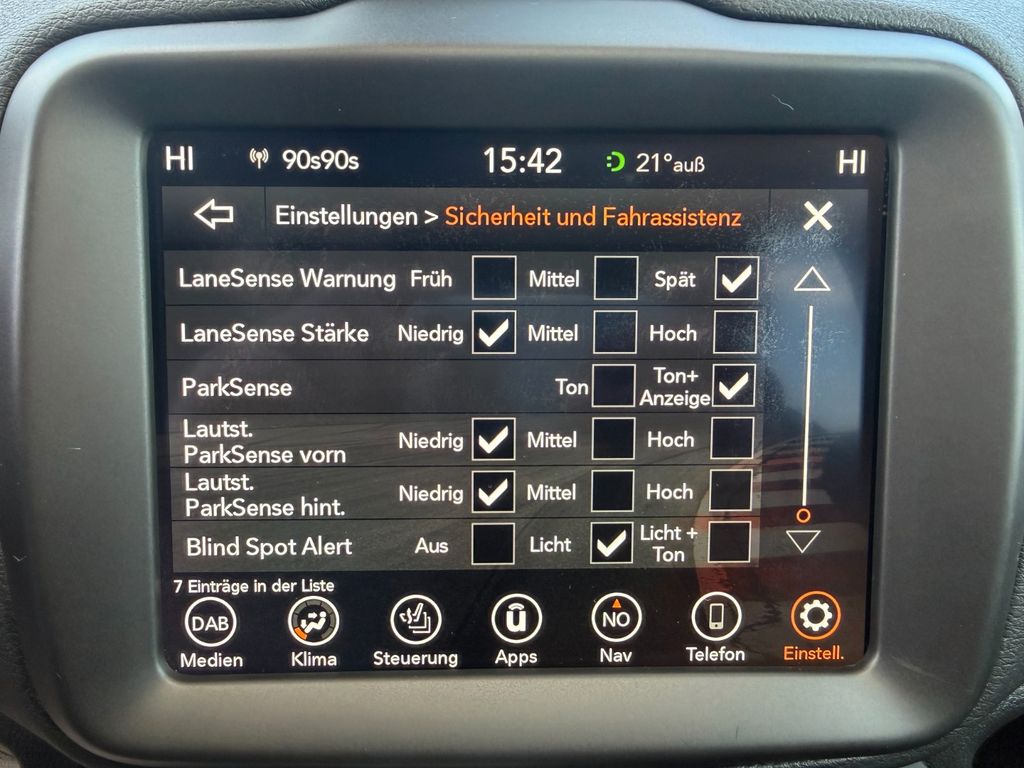 HI 90s90s 15:42 21°auß HI
Einstellungen > Sicherheit und Fahrassistenz
LaneSense Warnung Früh Mittel Spät
LaneSense Stärke Niedrig Mittel Hoch
ParkSense Ton Ton+
Anzeige
Lautst.
ParkSense vorn Niedrig Mittel Hoch
Lautst.
ParkSense hint. Niedrig Mittel Hoch
Blind Spot Alert Aus Licht Licht +
Ton
7 Einträge in der Liste
DAB u NO
Medien Klima Steuerung Apps Nav Telefon Einstell.